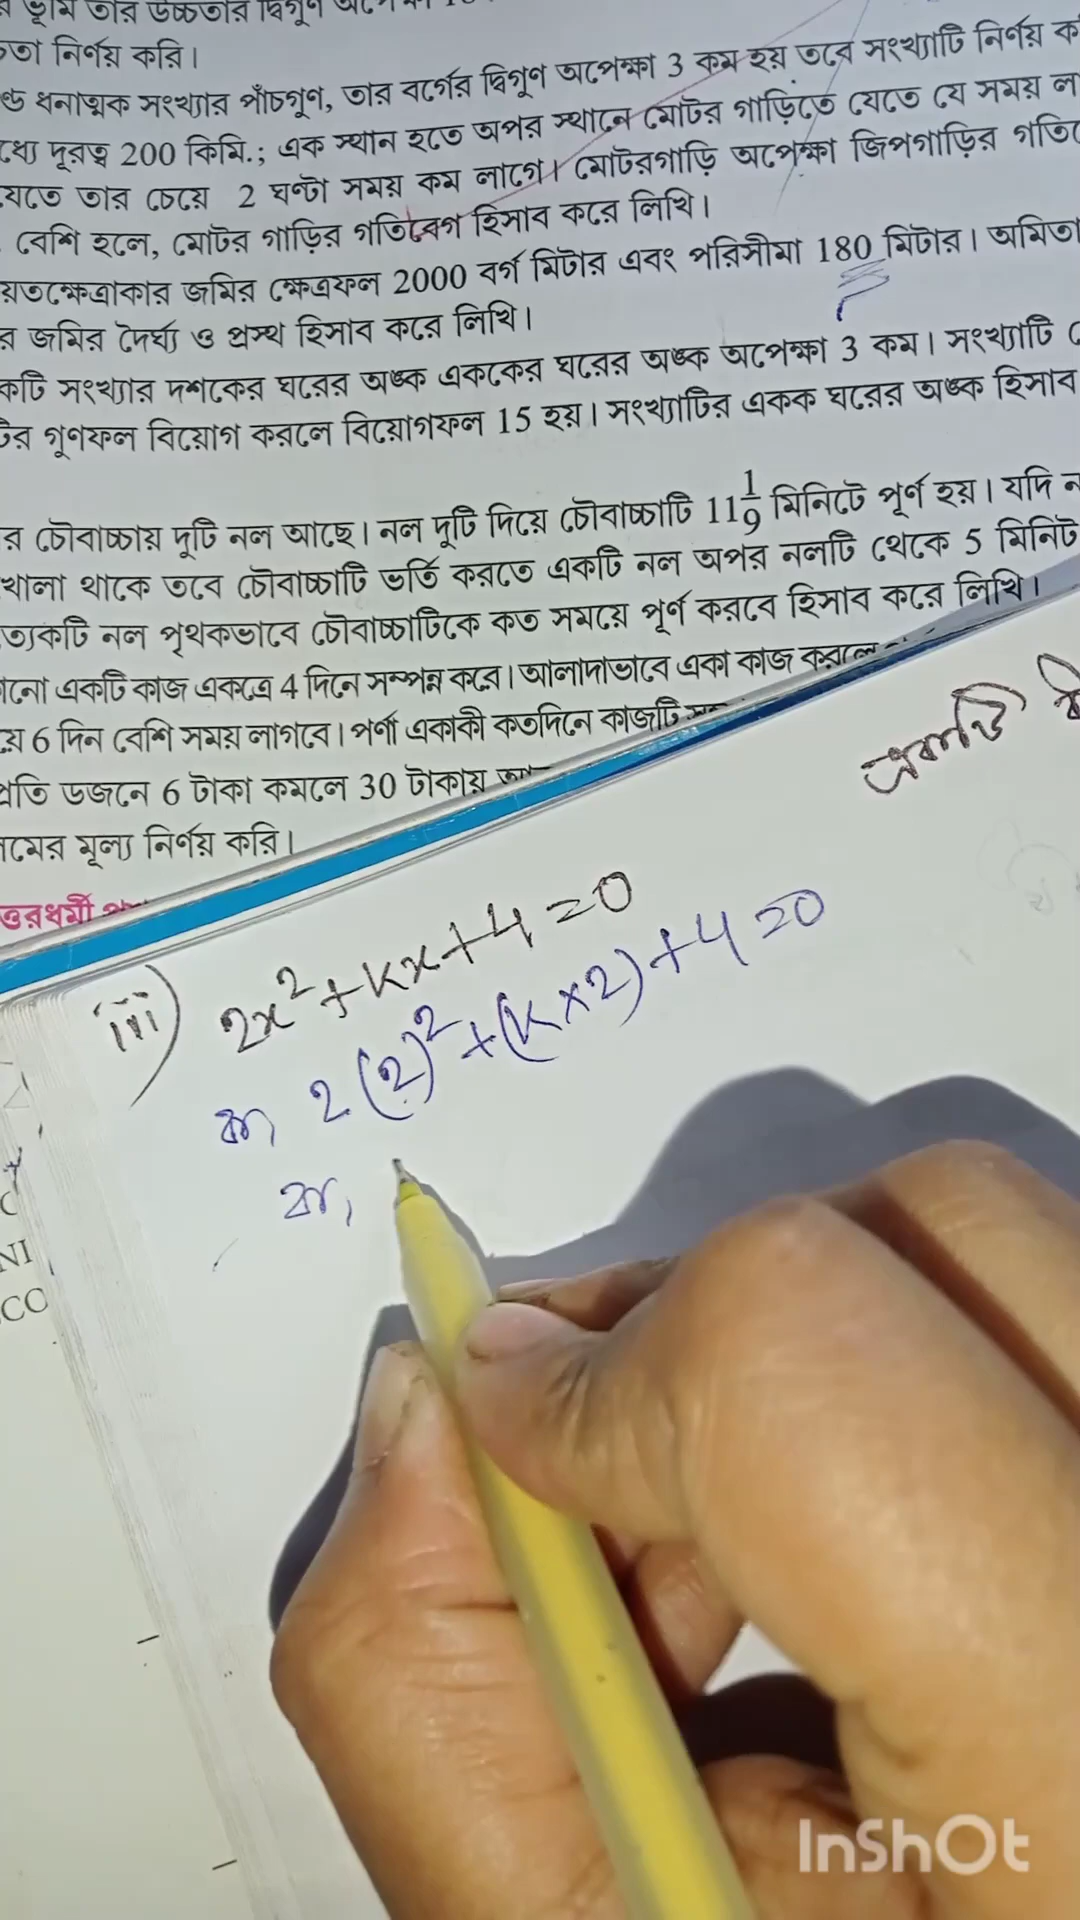 ভূমি তার উচ্চতার দ্বিগুণ
নির্ণয় করি।
ধনাত্মক সংখ্যার পাঁচগুণ, তার বর্গের দ্বিগুণ অপেক্ষা 3 কম হয় তবে সংখ্যাটি নির্ণয়
দূরত্ব 200 কিমি.; এক স্থান হতে অপর স্থানে মোটর গাড়িতে যেতে যে সময়
যেতে তার চেয়ে 2 ঘণ্টা সময় কম লাগে। মোটরগাড়ি অপেক্ষা জিপগাড়ির
বেশি হলে, মোটর গাড়ির গতিবেগ হিসাব করে লিখি।
জমির ক্ষেত্রফল 2000 বর্গ মিটার এবং পরিসীমা 180 মিটার।
র জমির দৈর্ঘ্য ও প্রস্থ হিসাব করে লিখি।
কটি সংখ্যার দশকের ঘরের অঙ্ক এককের ঘরের অঙ্ক অপেক্ষা 3 কম। সংখ্যাটি
টির গুণফল বিয়োগ করলে বিয়োগফল 15 হয়। সংখ্যাটির একক ঘরের অঙ্ক হিসাব
র চৌবাচ্চায় দুটি নল আছে। নল দুটি দিয়ে চৌবাচ্চাটি 11 1/9 মিনিটে পূর্ণ হয়। যদি
খোলা থাকে তবে চৌবাচ্চাটি ভর্তি করতে একটি নল অপর নলটি থেকে 5 মিনিট
ত্যেকটি নল পৃথকভাবে চৌবাচ্চাটিকে কত সময়ে পূর্ণ করবে হিসাব করে লিখি।
একটি কাজ একত্রে 4 দিনে সম্পন্ন করে। আলাদাভাবে একা কাজ করলে
6 দিন বেশি সময় লাগবে। পর্ণা একাকী কতদিনে কাজটি
প্রতি ডজনে 6 টাকা কমলে 30 টাকায়
মূল্য নির্ণয় করি।
iii) 2x²+kx+4=0
বা, 2(2)²+(k×2)+4=0
বা,
NI
CO
InShOt